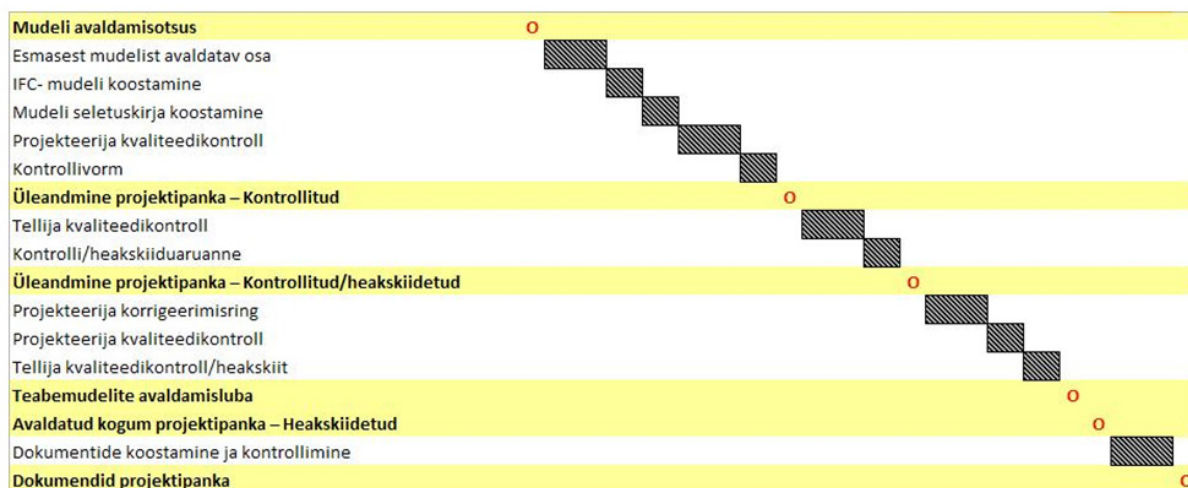 Mudeli avaldamisotsus O
Esmasest mudelist avaldatav osa
IFC- mudeli koostamine
Mudeli seletuskirja koostamine
Projekteerija kvaliteedikontroll
Kontrollivorm
Üleandmine projektipanka – Kontrollitud O
Tellija kvaliteedikontroll
Kontrolli/heakskiiduaruanne
Üleandmine projektipanka – Kontrollitud/heakskiidetud O
Projekteerija korrigeerimisring
Projekteerija kvaliteedikontroll
Tellija kvaliteedikontroll/heakskiit
Teabemudelite avaldamisluba O
Avaldatud kogum projektipanka – Heakskiidetud O
Dokumentide koostamine ja kontrollimine
Dokumendid projektipanka O